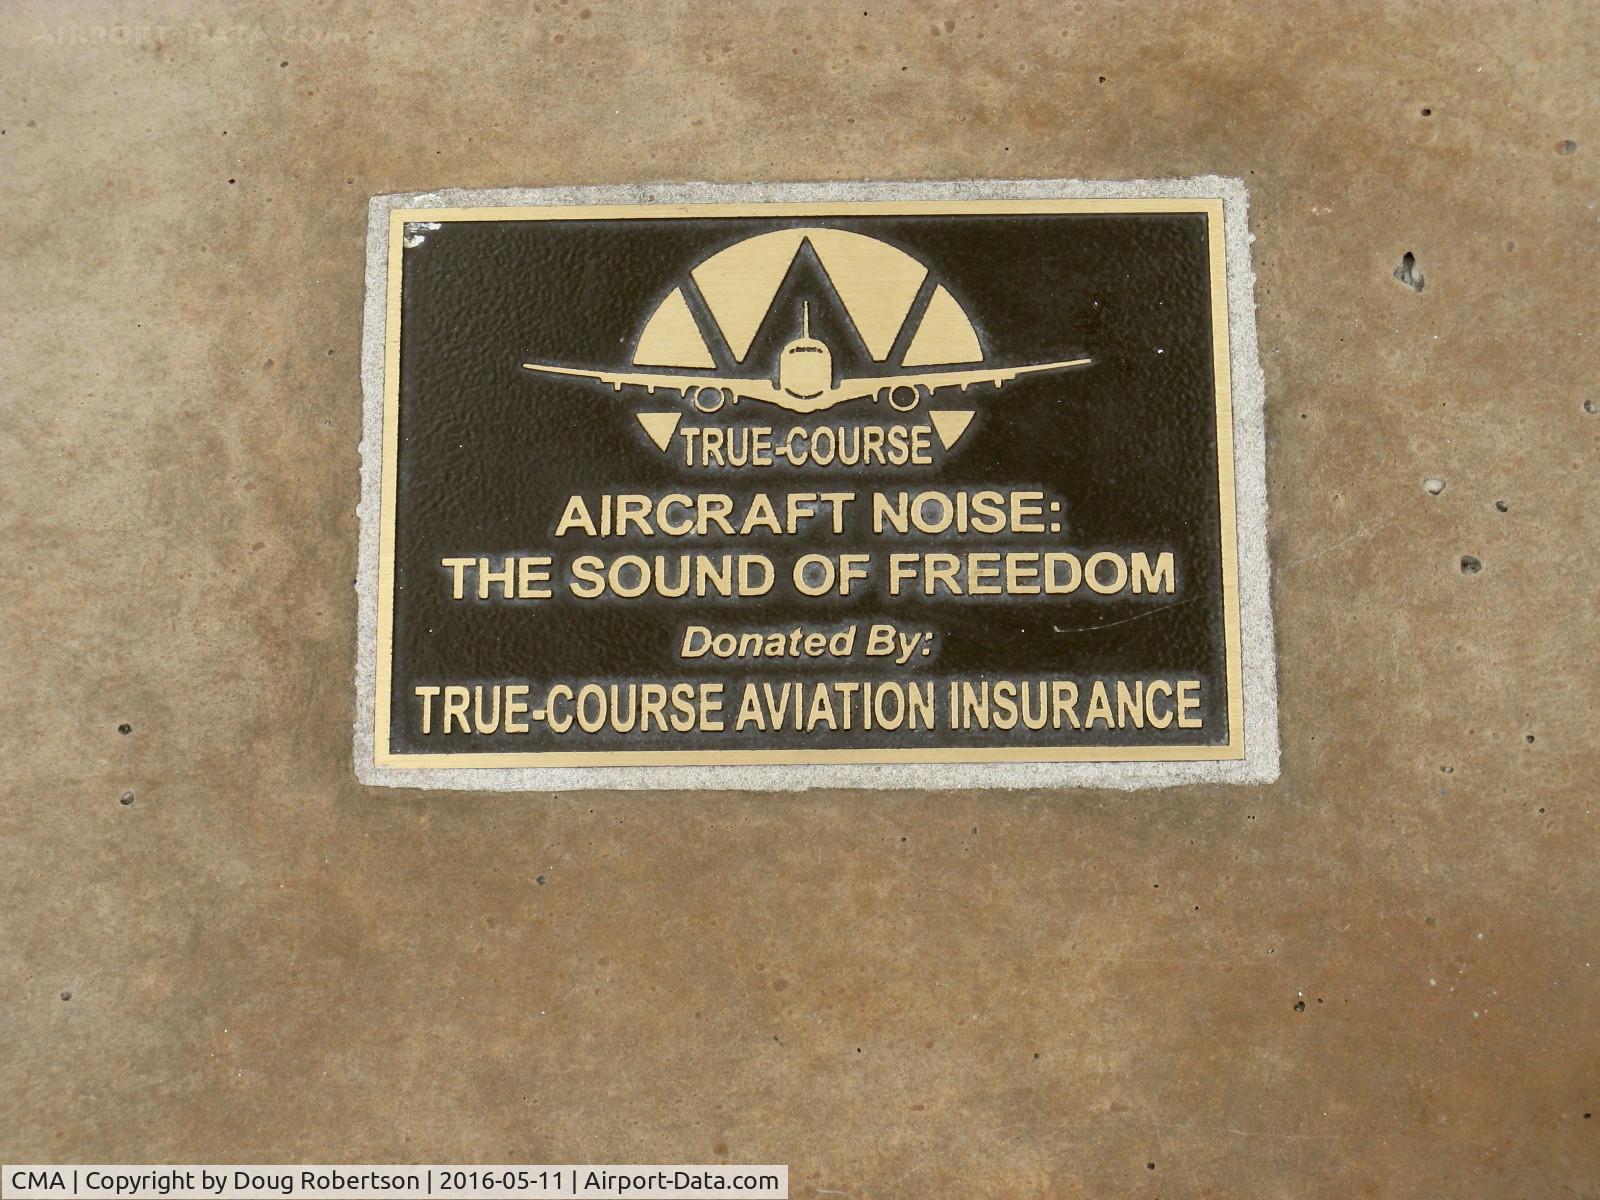 AIRPORT-DATA.COM
TRUE-COURSE
AIRCRAFT NOISE:
THE SOUND OF FREEDOM
Donated By:
TRUE-COURSE AVIATION INSURANCE
CMA | Copyright by Doug Robertson | 2016-05-11 | Airport-Data.com